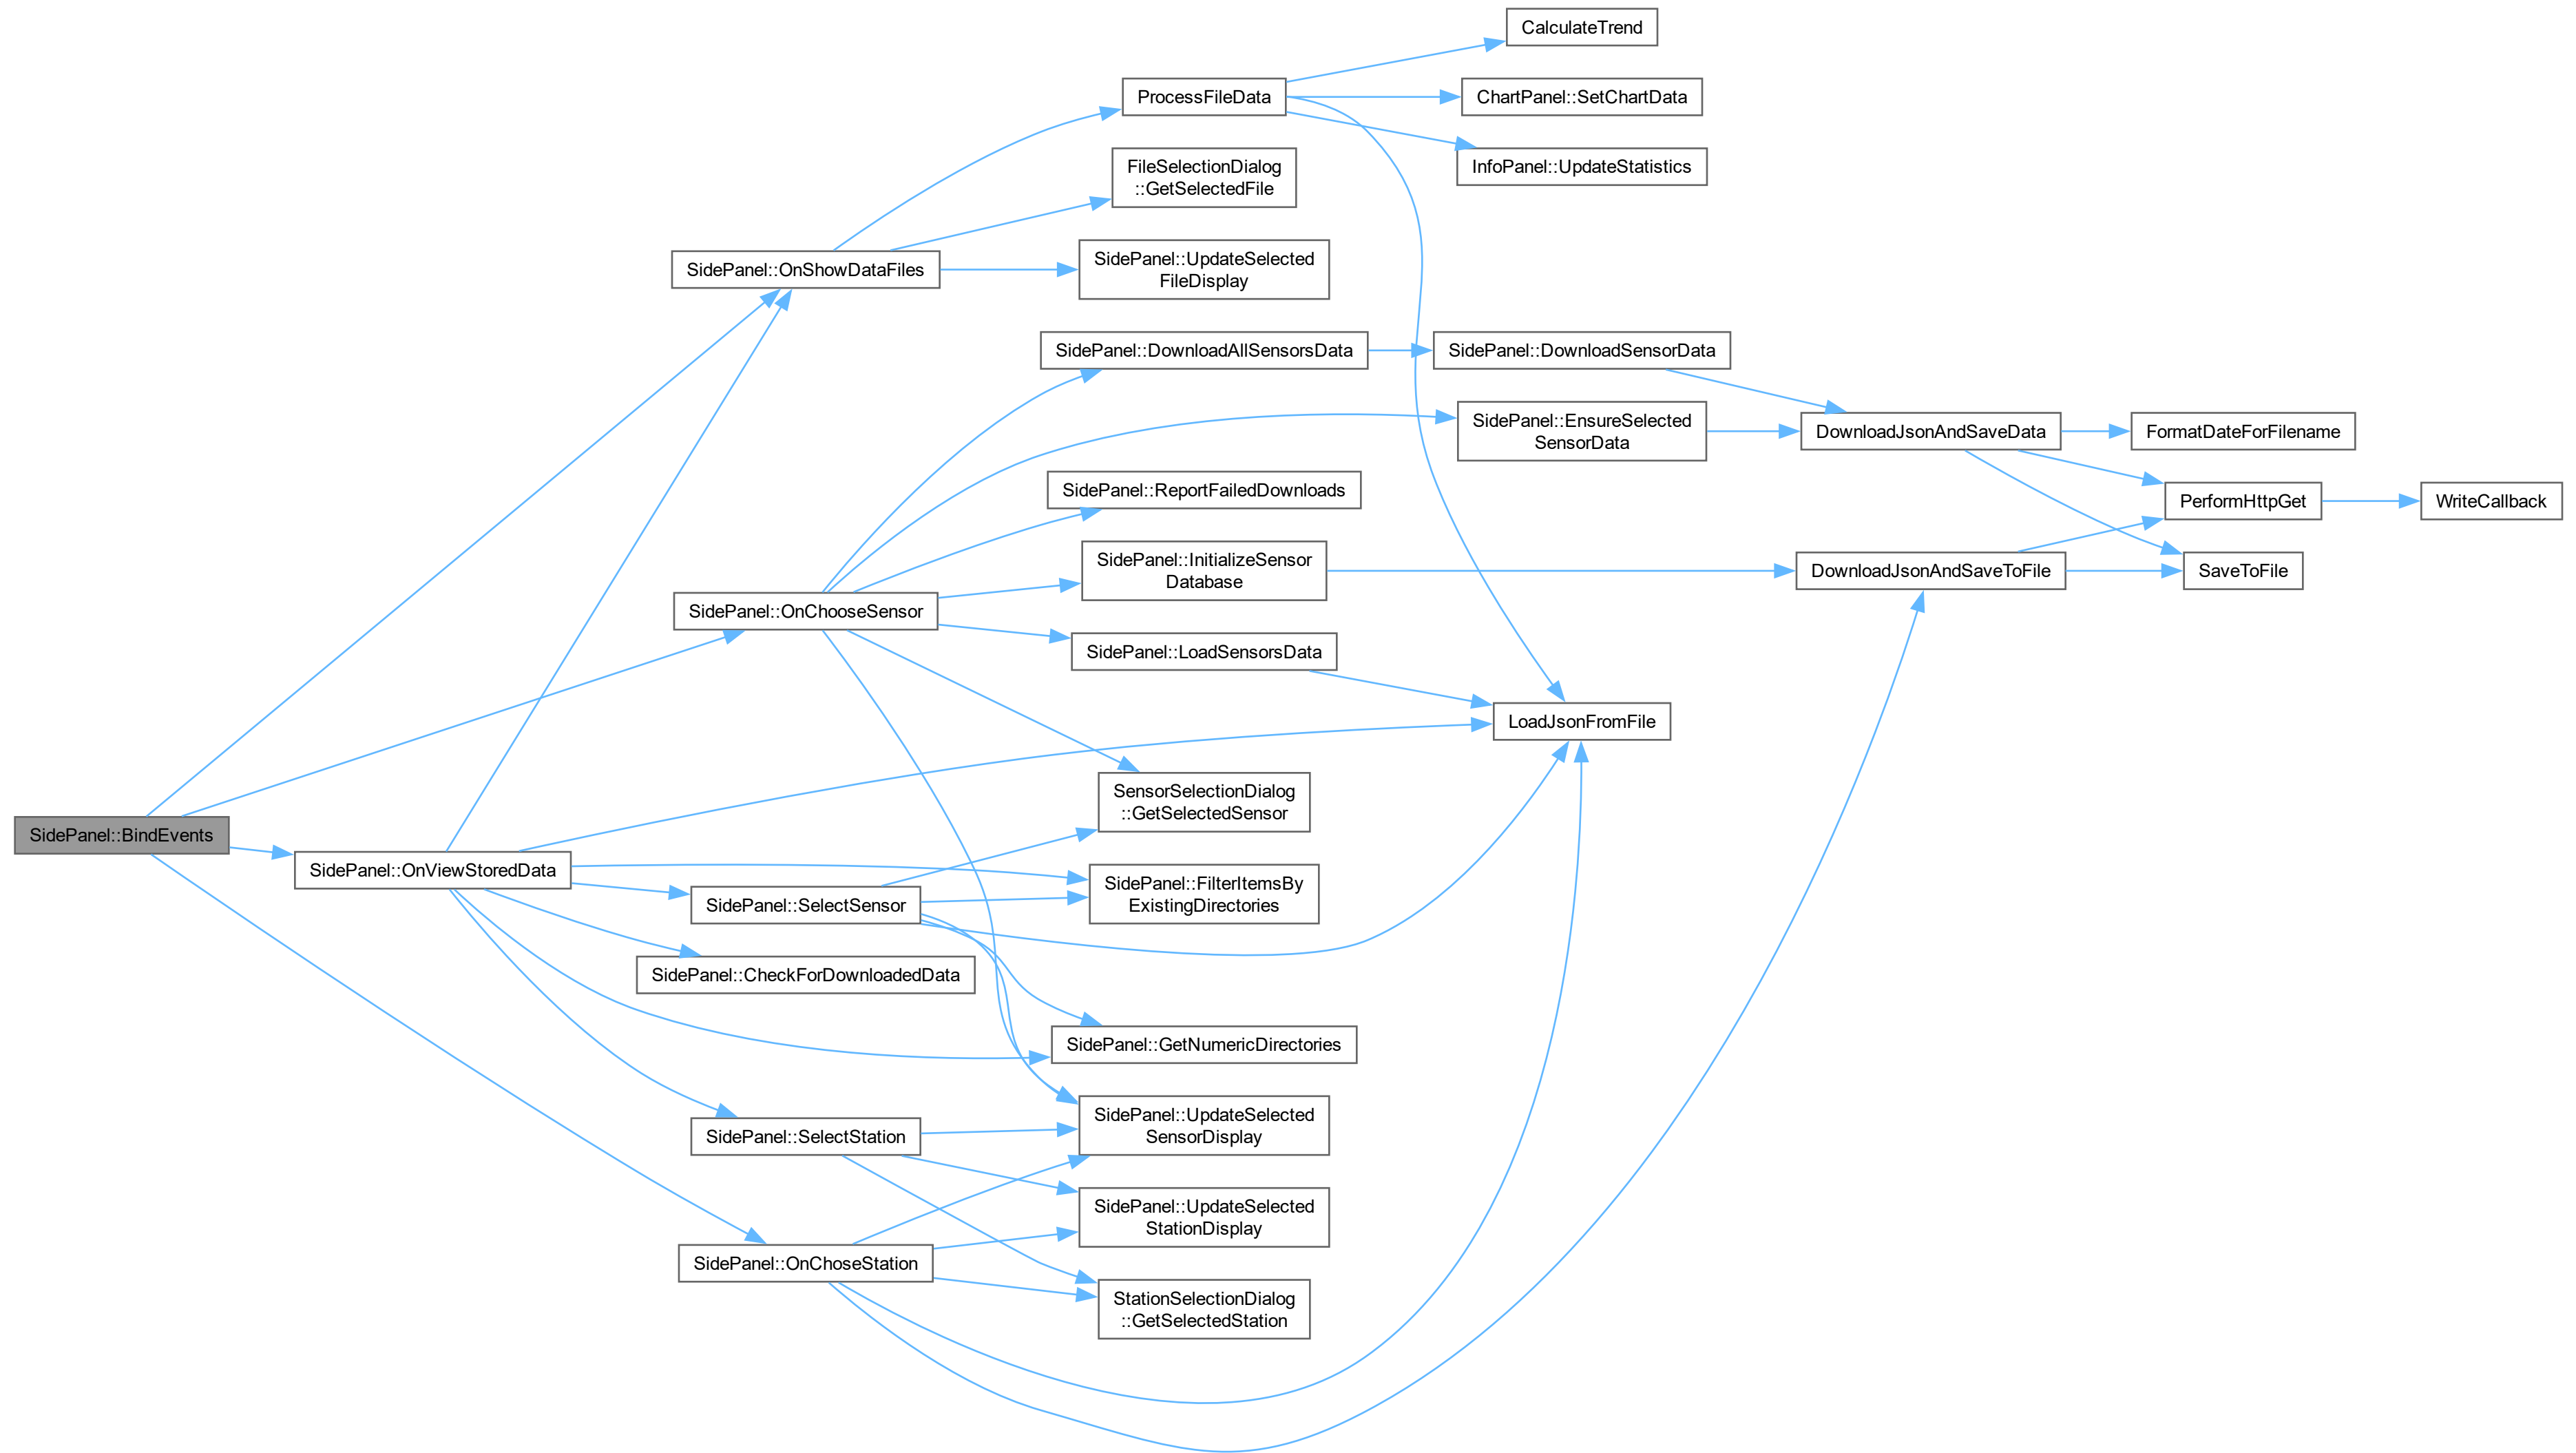 CalculateTrend
ProcessFileData
ChartPanel::SetChartData
InfoPanel::UpdateStatistics
FileSelectionDialog
::GetSelectedFile
SidePanel::OnShowDataFiles
SidePanel::UpdateSelected
FileDisplay
SidePanel::DownloadAllSensorsData
SidePanel::DownloadSensorData
SidePanel::EnsureSelected
SensorData
DownloadJsonAndSaveData
FormatDateForFilename
SidePanel::ReportFailedDownloads
PerformHttpGet
WriteCallback
SidePanel::InitializeSensor
Database
DownloadJsonAndSaveToFile
SaveToFile
SidePanel::OnChooseSensor
SidePanel::LoadSensorsData
LoadJsonFromFile
SensorSelectionDialog
::GetSelectedSensor
SidePanel::BindEvents
SidePanel::OnViewStoredData
SidePanel::SelectSensor
SidePanel::FilterItemsBy
ExistingDirectories
SidePanel::CheckForDownloadedData
SidePanel::GetNumericDirectories
SidePanel::SelectStation
SidePanel::UpdateSelected
SensorDisplay
SidePanel::UpdateSelected
StationDisplay
SidePanel::OnChoseStation
StationSelectionDialog
::GetSelectedStation